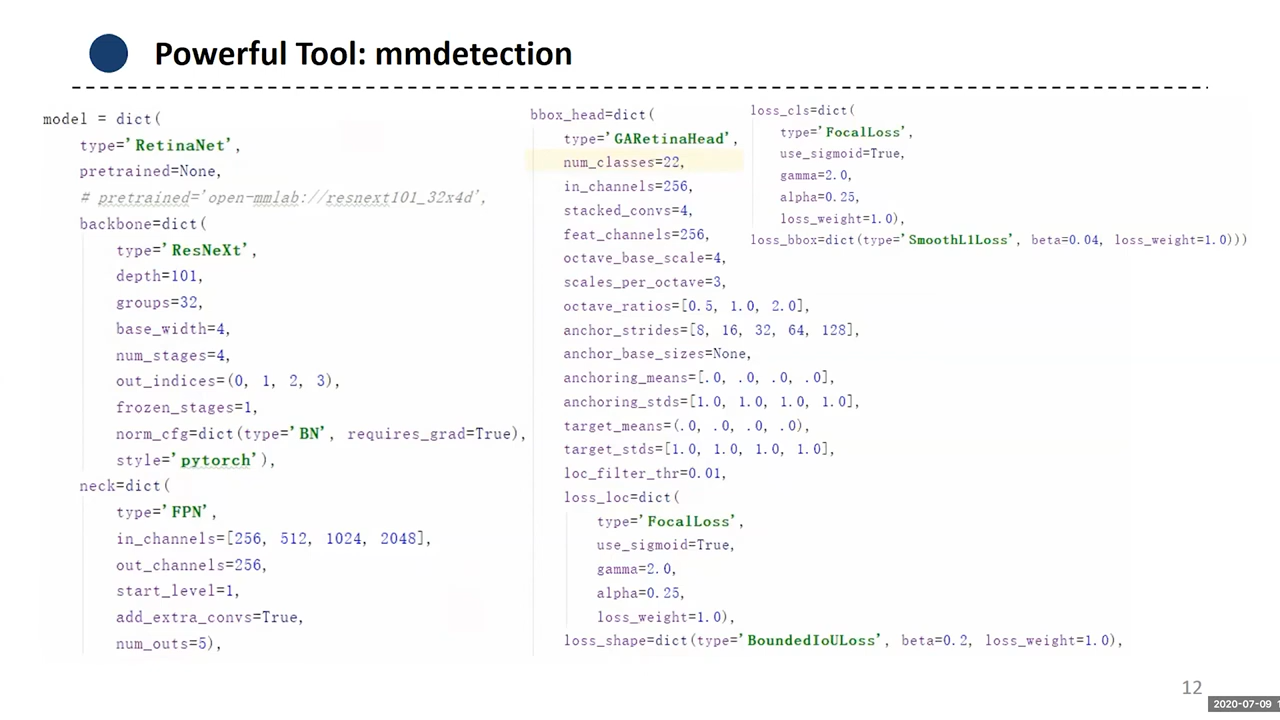 Powerful Tool: mmdetection
model = dict(
type='RetinaNet',
pretrained=None,
# pretrained='open-mmlab://resnext101_32x4d',
backbone=dict(
type='ResNeXt',
depth=101,
groups=32,
base_width=4,
num_stages=4,
out_indices=(0, 1, 2, 3),
frozen_stages=1,
norm_cfg=dict(type='BN', requires_grad=True),
style='pytorch'),
neck=dict(
type='FPN',
in_channels=[256, 512, 1024, 2048],
out_channels=256,
start_level=1,
add_extra_convs=True,
num_outs=5),
bbox_head=dict(
type='GARetinaHead',
num_classes=22,
in_channels=256,
stacked_convs=4,
feat_channels=256,
octave_base_scale=4,
scales_per_octave=3,
octave_ratios=[0.5, 1.0, 2.0],
anchor_strides=[8, 16, 32, 64, 128],
anchor_base_sizes=None,
anchoring_means=[.0, .0, .0, .0],
anchoring_stds=[1.0, 1.0, 1.0, 1.0],
target_means=(.0, .0, .0, .0),
target_stds=[1.0, 1.0, 1.0, 1.0],
loc_filter_thr=0.01,
loss_loc=dict(
type='FocalLoss',
use_sigmoid=True,
gamma=2.0,
alpha=0.25,
loss_weight=1.0),
loss_shape=dict(type='BoundedIoULoss', beta=0.2, loss_weight=1.0),
loss_cls=dict(
type='FocalLoss',
use_sigmoid=True,
gamma=2.0,
alpha=0.25,
loss_weight=1.0),
loss_bbox=dict(type='SmoothL1Loss', beta=0.04, loss_weight=1.0)))
12
2020-07-09